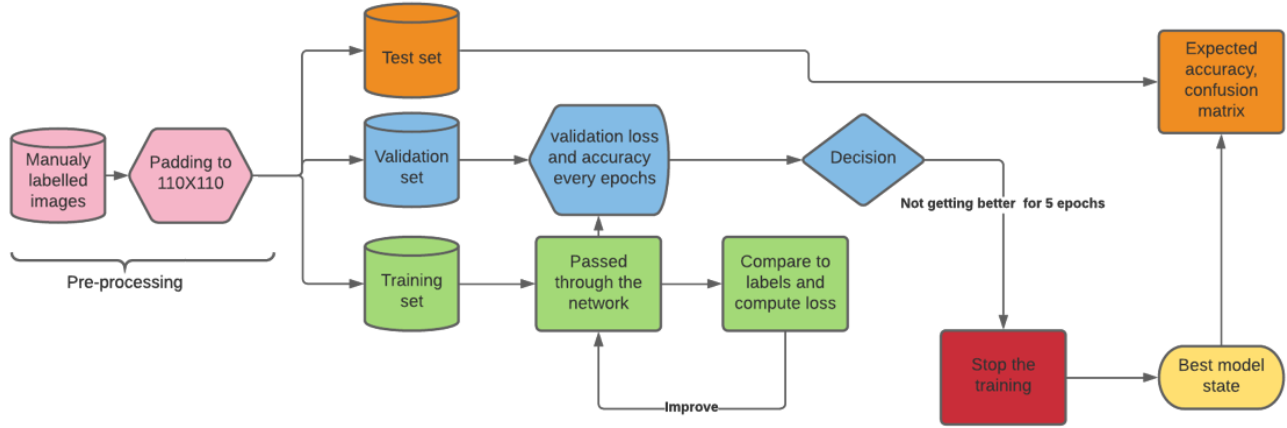 Manualy
labelled
images
Padding to
110X110
Pre-processing
Test set
Validation
set
Training
set
validation loss
and accuracy
every epochs
Passed
through the
network
Compare to
labels and
compute loss
Improve
Decision
Not getting better for 5 epochs
Stop the
training
Best model
state
Expected
accuracy,
confusion
matrix